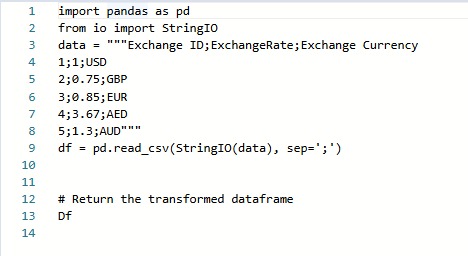 1 import pandas as pd
2 from io import StringIO
3 data = """Exchange ID;ExchangeRate;Exchange Currency
4 1;1;USD
5 2;0.75;GBP
6 3;0.85;EUR
7 4;3.67;AED
8 5;1.3;AUD"""
9 df = pd.read_csv(StringIO(data), sep=';')
10
11
12 # Return the transformed dataframe
13 Df
14